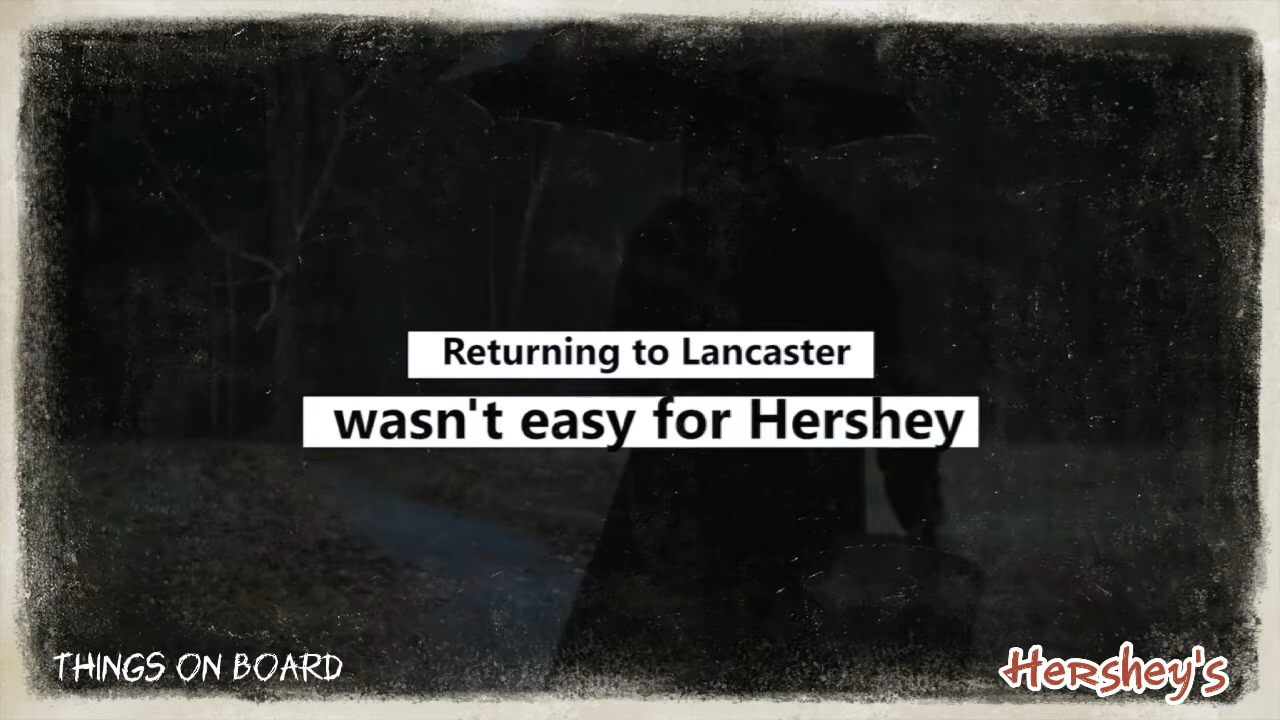 Returning to Lancaster
wasn't easy for Hershey
THINGS ON BOARD
Hershey's